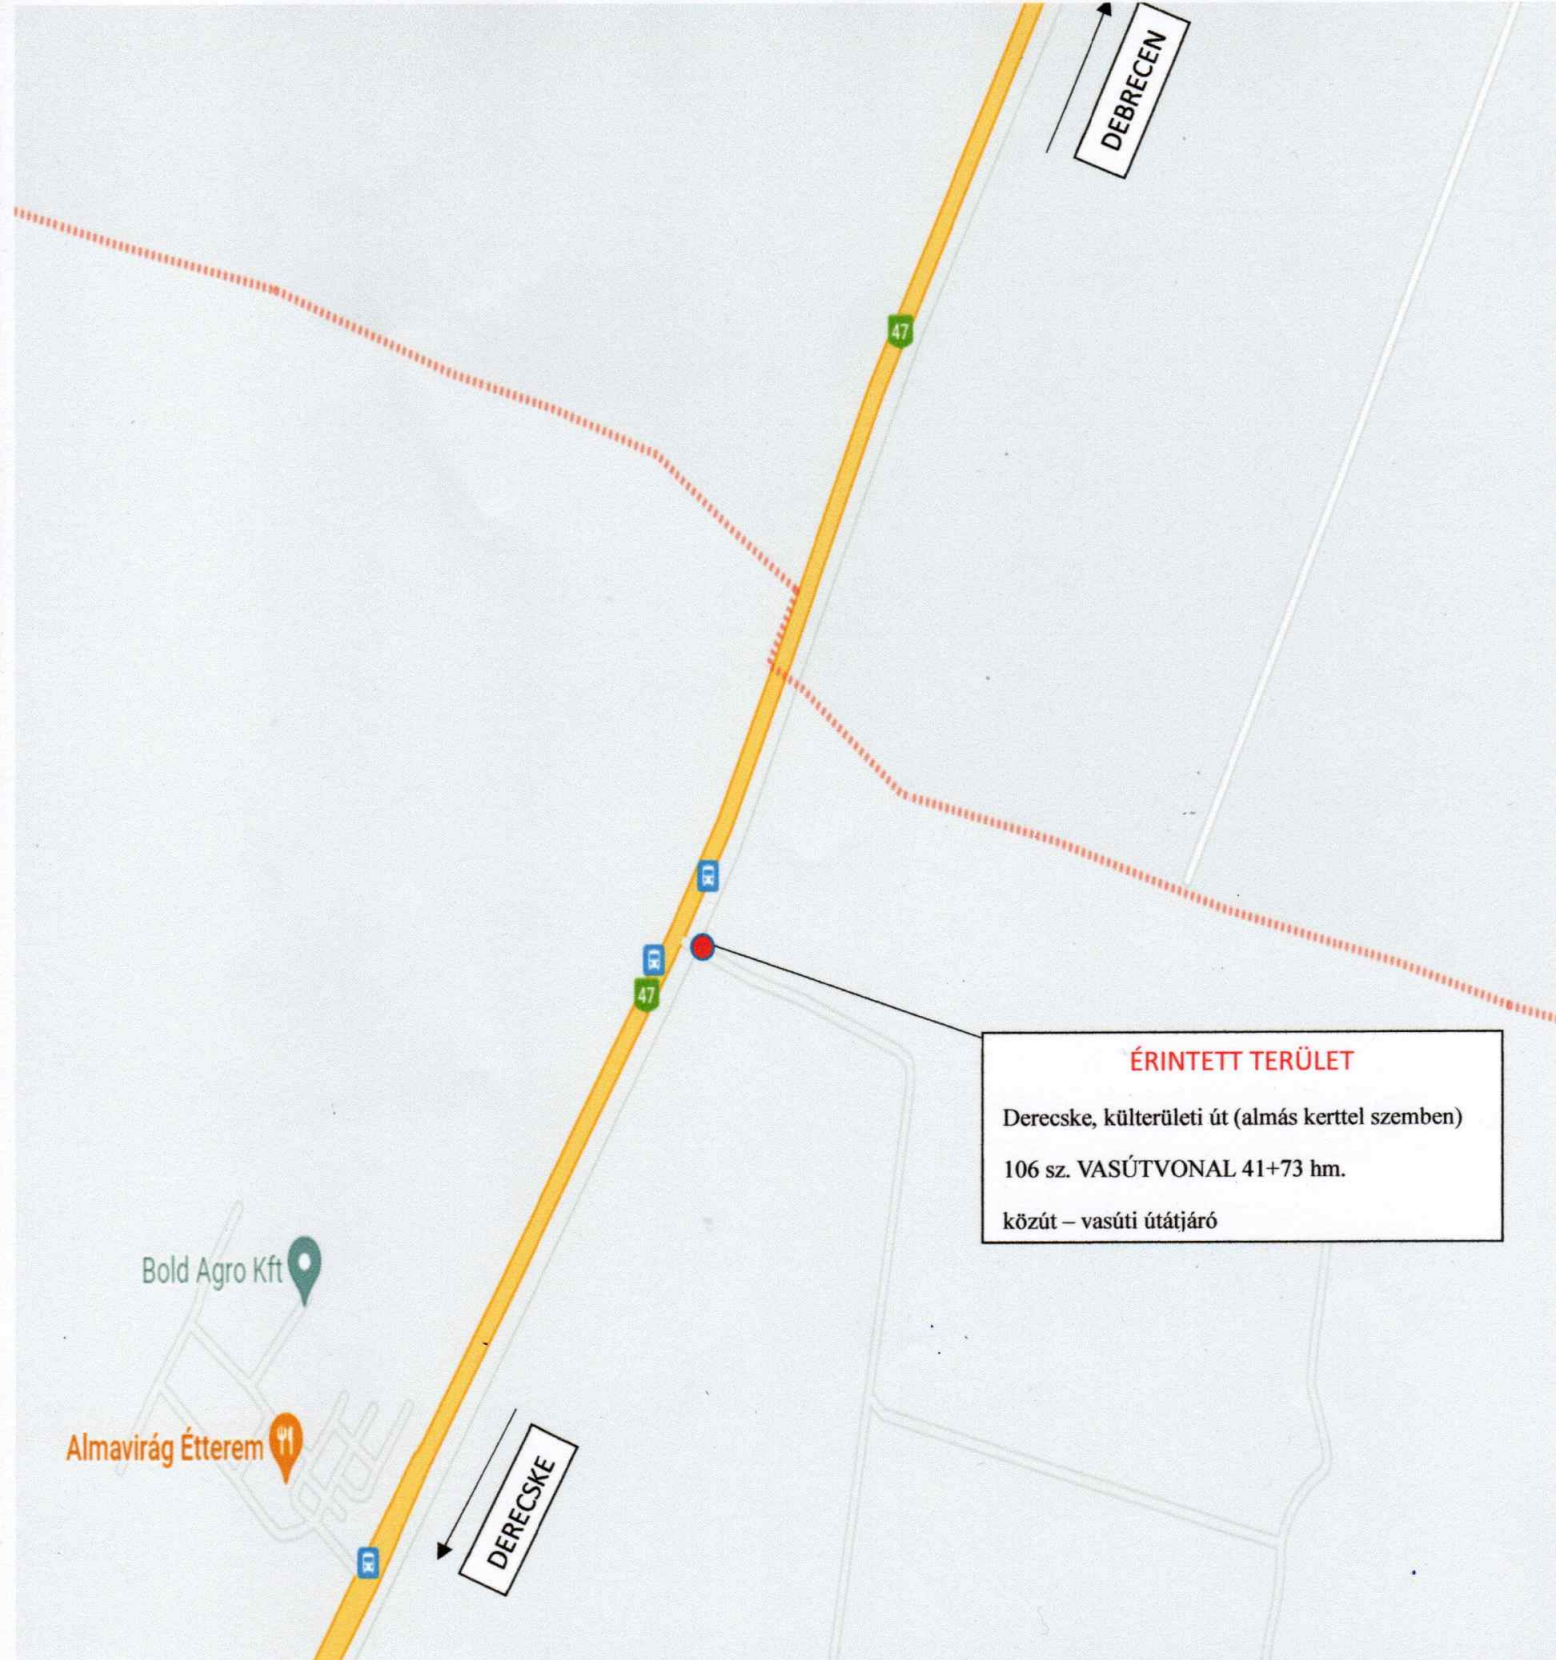 DEBRECEN
47
47
ÉRINTETT TERÜLET
Derecske, külterületi út (almás kerttel szemben)
106 sz. VASÚTVONAL 41+73 hm.
közút – vasúti útátjáró
Bold Agro Kft
Almavirág Étterem
DERECSKE